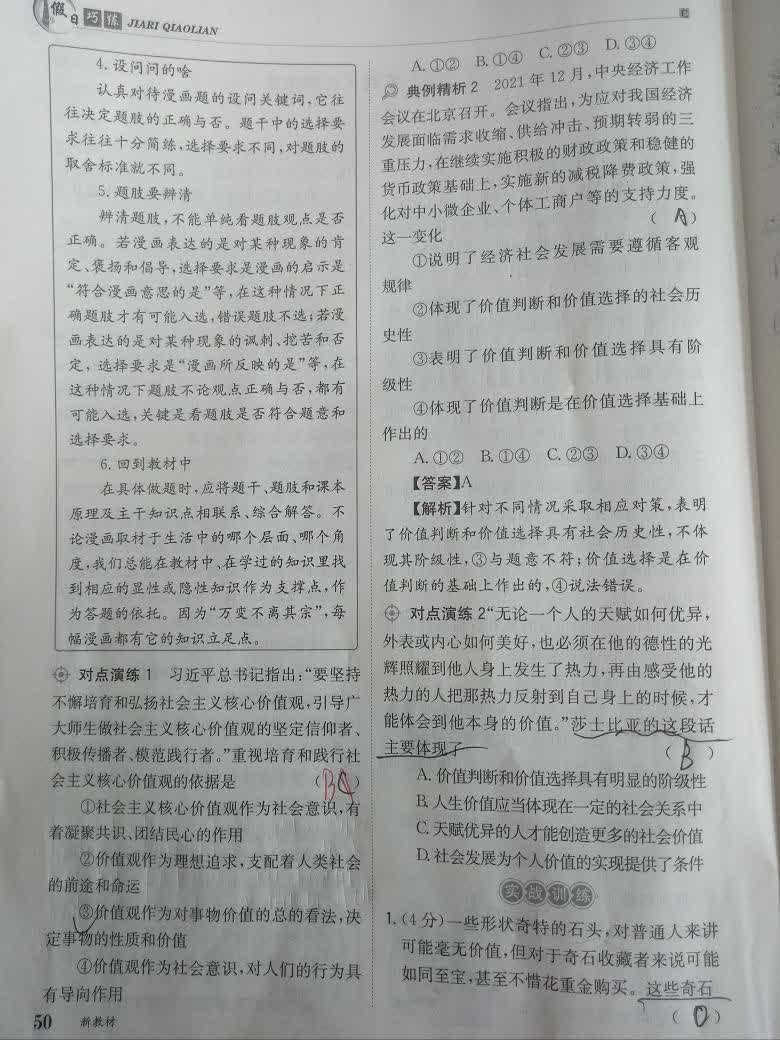 假日巧练 JIARI QIAOLIAN
4.设问问的啥
认真对待漫画题的设问关键词,它往
往决定题肢的正确与否。题干中的选择要
求往往十分简练,选择要求不同,对题肢的
取舍标准就不同。
5.题肢要辨清
辨清题肢,不能单纯看题肢观点是否
正确。若漫画表达的是对某种现象的肯
定、褒扬和倡导,选择要求是漫画的启示是
“符合漫画意思的是”等,在这种情况下正
确题肢才有可能入选,错误题肢不选;若漫
画表达的是对某种现象的讽刺、挖苦和否
定,选择要求是“漫画所反映的是”等,在
这种情况下题肢不论观点正确与否,都有
可能入选,关键是看题肢是否符合题意和
选择要求。
6.回到教材中
在具体做题时,应将题干、题肢和课本
原理及主干知识点相联系、综合解答。不
论漫画取材于生活中的哪个层面、哪个角
度,我们总能在教材中、在学过的知识里找
到相应的显性或隐性知识作为支撑点,作
为答题的依托。因为“万变不离其宗”,每
幅漫画都有它的知识立足点。
对点演练1 习近平总书记指出:“要坚持
不懈培育和弘扬社会主义核心价值观,引导广
大师生做社会主义核心价值观的坚定信仰者、
积极传播者、模范践行者。”重视培育和践行社
会主义核心价值观的依据是 ( B )
①社会主义核心价值观作为社会意识,有
着凝聚共识、团结民心的作用
②价值观作为理想追求,支配着人类社会
的前途和命运
③价值观作为对事物价值的总的看法,决
定事物的性质和价值
④价值观作为社会意识,对人们的行为具
有导向作用
50 新教材
A.①② B.①④ C.②③ D.③④
典例精析2 2021年12月,中央经济工作
会议在北京召开。会议指出,为应对我国经济
发展面临需求收缩、供给冲击、预期转弱的三
重压力,在继续实施积极的财政政策和稳健的
货币政策基础上,实施新的减税降费政策,强
化对中小微企业、个体工商户等的支持力度。
这一变化 ( A )
①说明了经济社会发展需要遵循客观
规律
②体现了价值判断和价值选择的社会历
史性
③表明了价值判断和价值选择具有阶
级性
④体现了价值判断是在价值选择基础上
作出的
A.①② B.①④ C.②③ D.③④
【答案】A
【解析】针对不同情况采取相应对策,表明
了价值判断和价值选择具有社会历史性,不体
现其阶级性,③与题意不符;价值选择是在价
值判断的基础上作出的,④说法错误。
对点演练2 “无论一个人的天赋如何优异,
外表或内心如何美好,也必须在他的德性的光
辉照耀到他人身上发生了热力,再由感受他的
热力的人把那热力反射到自己身上的时候,才
能体会到他本身的价值。”莎士比亚的这段话
主要体现了 ( B )
A.价值判断和价值选择具有明显的阶级性
B.人生价值应当体现在一定的社会关系中
C.天赋优异的人才能创造更多的社会价值
D.社会发展为个人价值的实现提供了条件
实战训练
1.(4分)一些形状奇特的石头,对普通人来讲
可能毫无价值,但对于奇石收藏者来说可能
如同至宝,甚至不惜花重金购买。这些奇石
( D )